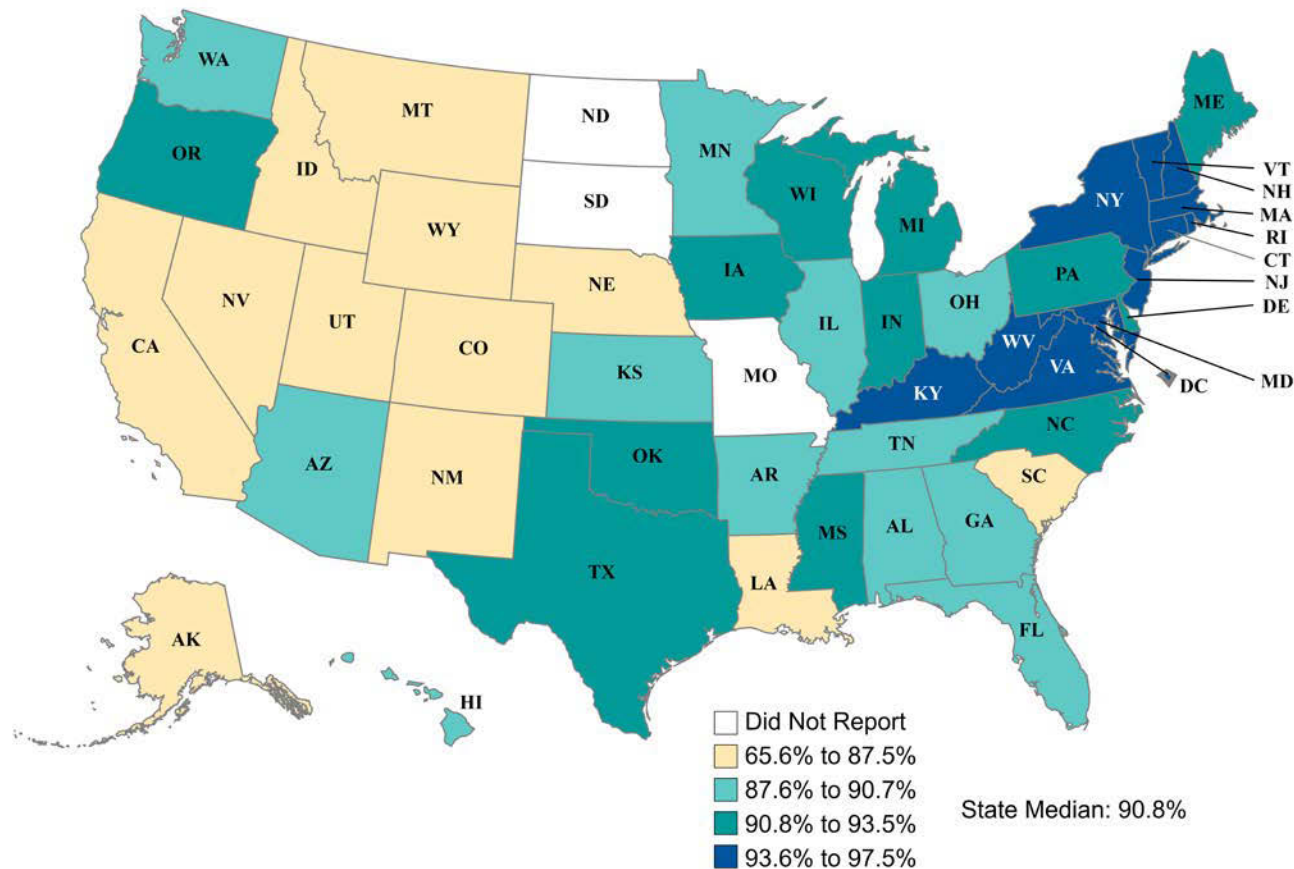 WA
MT
ND
MN
ME
OR
ID
SD
WI
MI
NY
VT
NH
MA
RI
CT
NJ
DE
MD
DC
WY
IA
PA
NE
NV
UT
CO
IL
IN
OH
WV
VA
CA
KS
MO
KY
NC
TN
AZ
NM
OK
AR
SC
MS
AL
GA
TX
LA
FL
AK
HI
Did Not Report
65.6% to 87.5%
87.6% to 90.7%
90.8% to 93.5%
93.6% to 97.5%
State Median: 90.8%